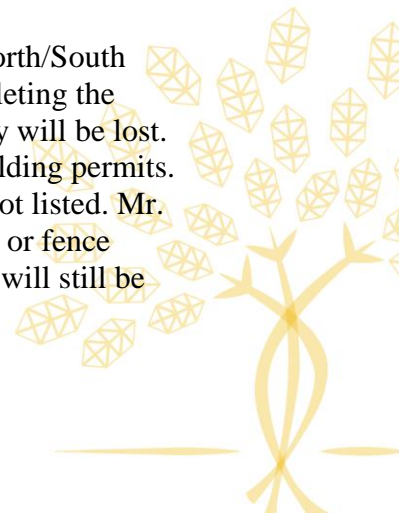 orth/South
leting the
y will be lost.
lding permits.
ot listed. Mr.
or fence
will still be